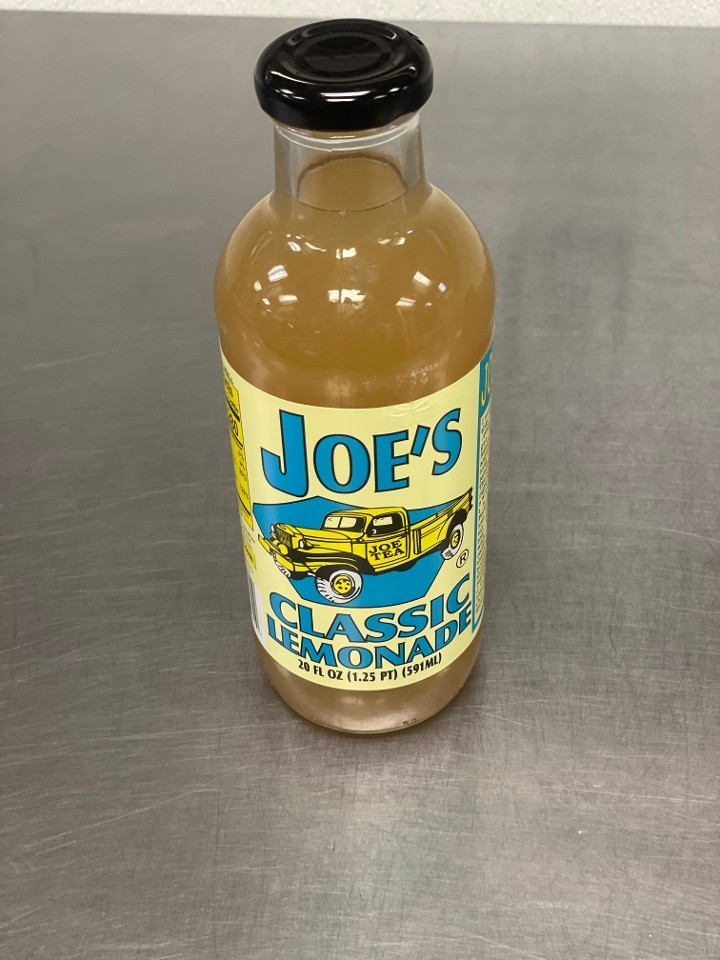 JOE'S
JOE
TEA
®
CLASSIC
LEMONADE
20 FL OZ (1.25 PT) (591ML)